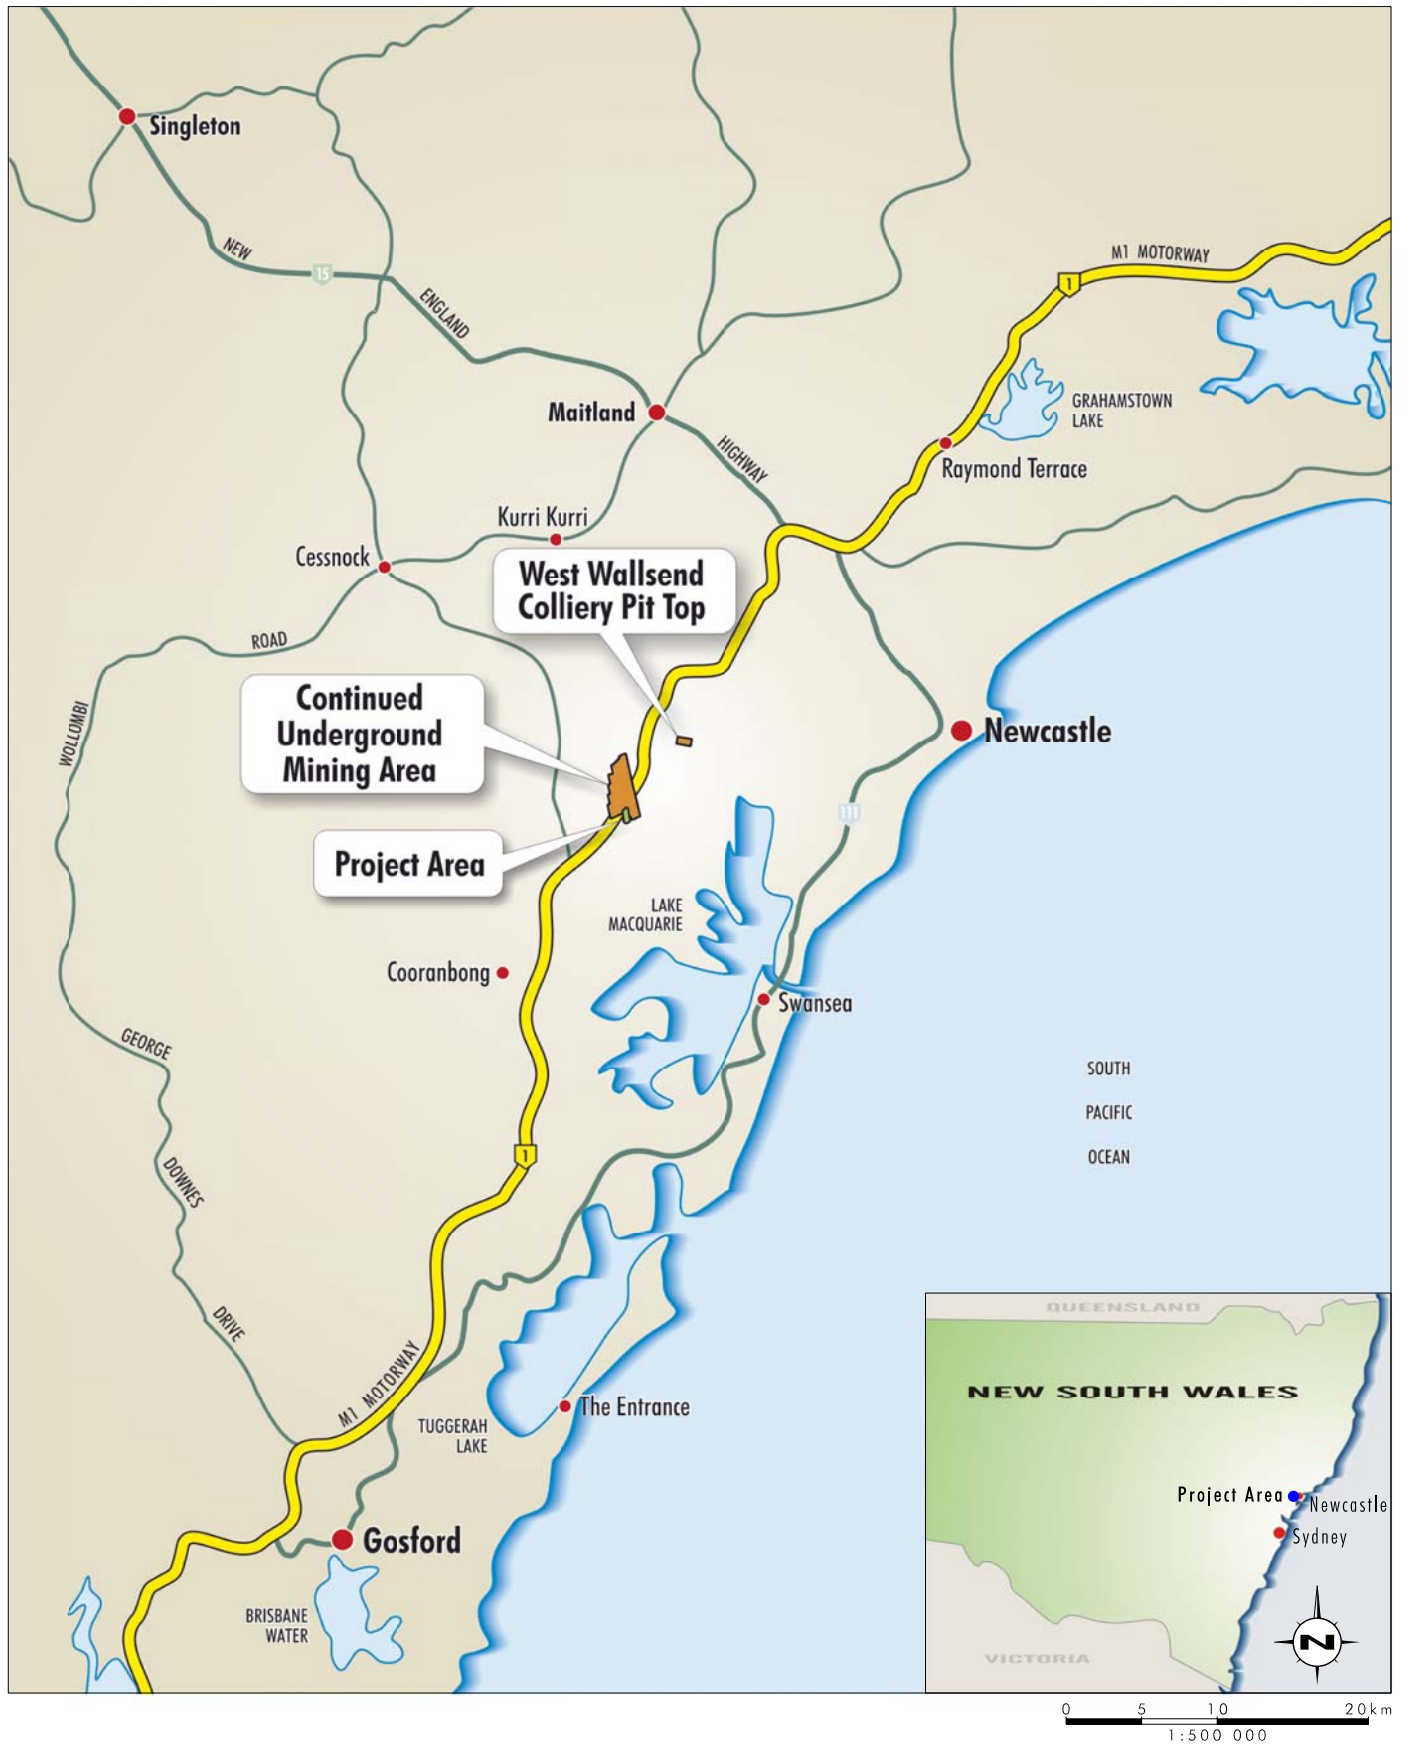 Singleton
NEW
15
ENGLAND
M1 MOTORWAY
1
GRAHAMSTOWN
LAKE
Maitland
HIGHWAY
Raymond Terrace
Kurri Kurri
Cessnock
West Wallsend
Colliery Pit Top
ROAD
WOLLOMBI
Continued
Underground
Mining Area
Newcastle
111
Project Area
LAKE
MACQUARIE
Cooranbong
Swansea
GEORGE
SOUTH
PACIFIC
OCEAN
1
DOWNES
DRIVE
M1 MOTORWAY
TUGGERAH
LAKE
The Entrance
Gosford
BRISBANE
WATER
QUEENSLAND
NEW SOUTH WALES
Project Area
Newcastle
Sydney
VICTORIA
N
0 5 10 20km
1:500 000